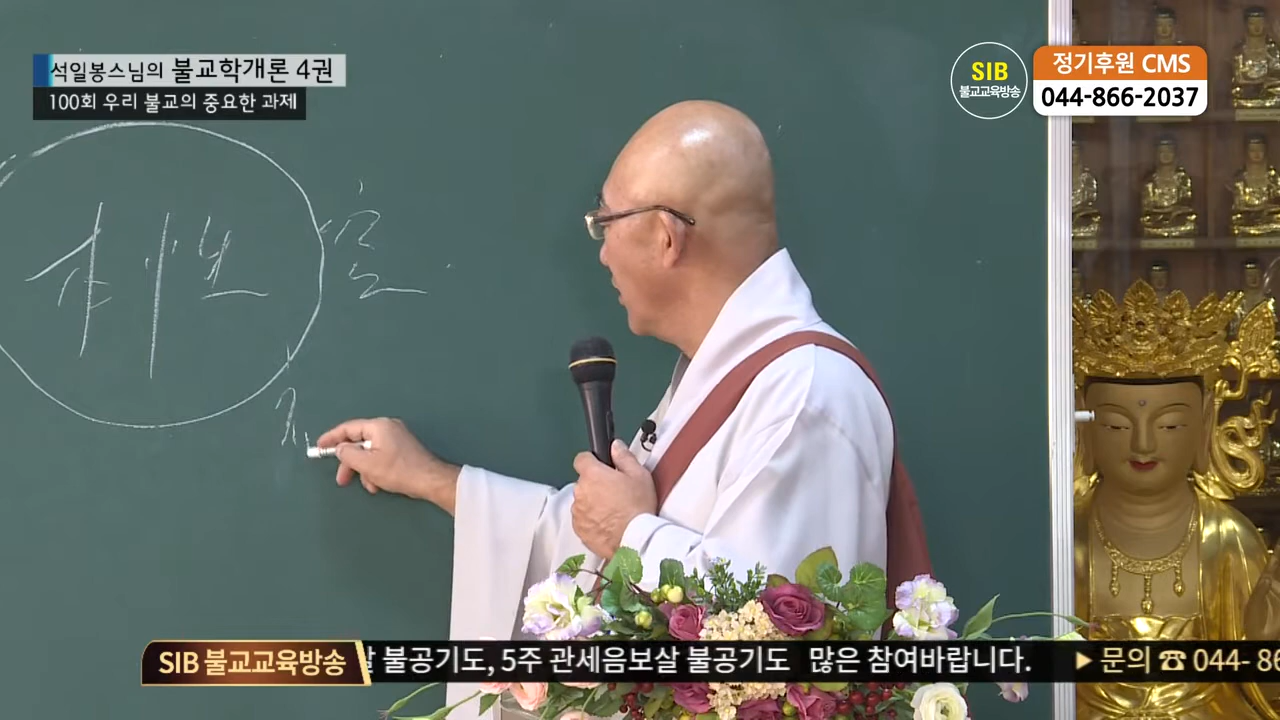 석일봉스님의 불교학개론 4권
100회 우리 불교의 중요한 과제
SIB
불교교육방송
정기후원 CMS
044-866-2037
SIB 불교교육방송
불공기도, 5주 관세음보살 불공기도 많은 참여바랍니다. ▶ 문의 ☎ 044- 86